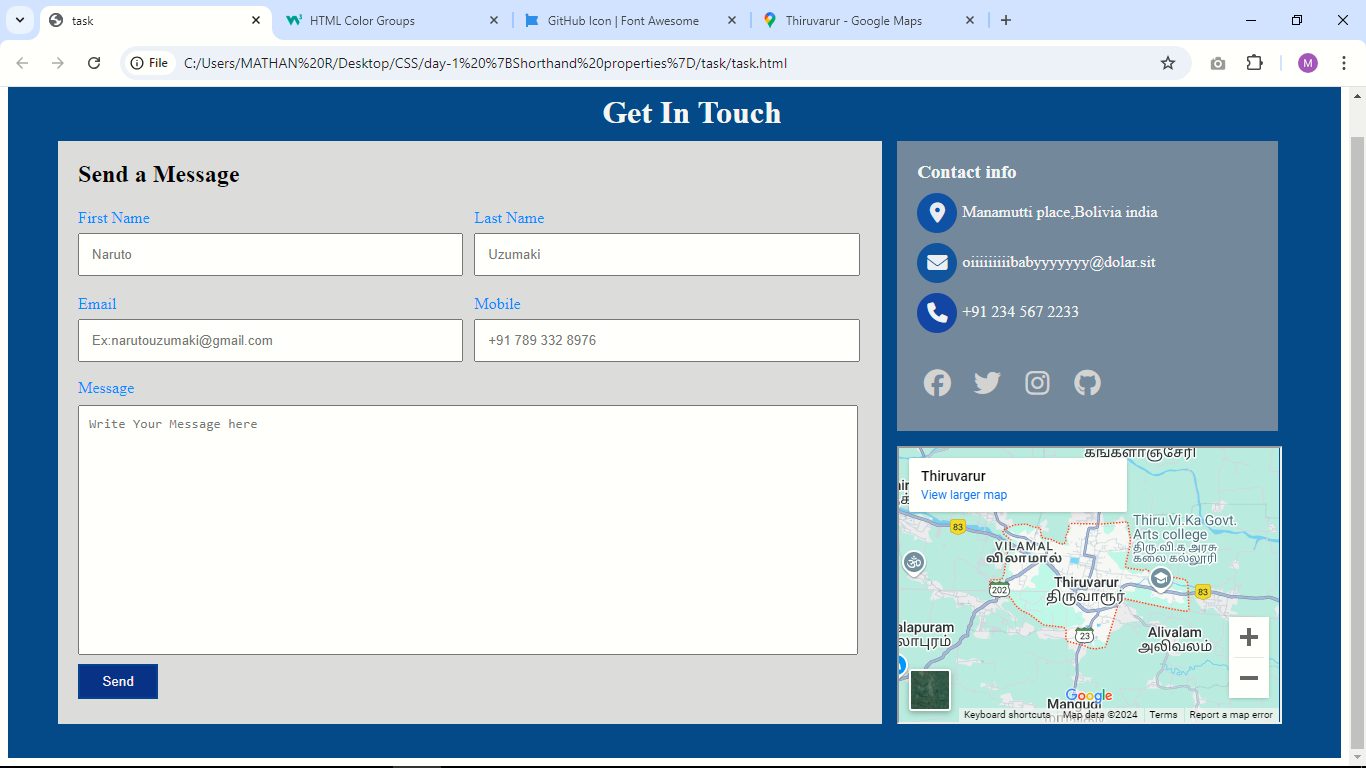 task
HTML Color Groups
GitHub Icon | Font Awesome
Thiruvarur - Google Maps
File
C:/Users/MATHAN%20R/Desktop/CSS/day-1%20%7BShorthand%20properties%7D/task/task.html
M
Get In Touch
Send a Message
First Name
Last Name
Naruto
Uzumaki
Email
Mobile
Ex:narutouzumaki@gmail.com
+91 789 332 8976
Message
Write Your Message here
Send
Contact info
Manamutti place,Bolivia india
oiiiiiiiiibabyyyyyyy@dolar.sit
+91 234 567 2233
கங்களாஞ்சேரி
Thiruvarur
View larger map
83
Thiru.Vi.Ka Govt.
Arts college
திரு.வி.க அரசு
கலை கல்லூரி
VILAMAL
விளாமால்
Thiruvarur
திருவாரூர்
202
83
23
alapuram
லாபுரம்
Alivalam
அலிவலம்
Google
Mangudi
Keyboard shortcuts
Map data ©2024
Terms
Report a map error